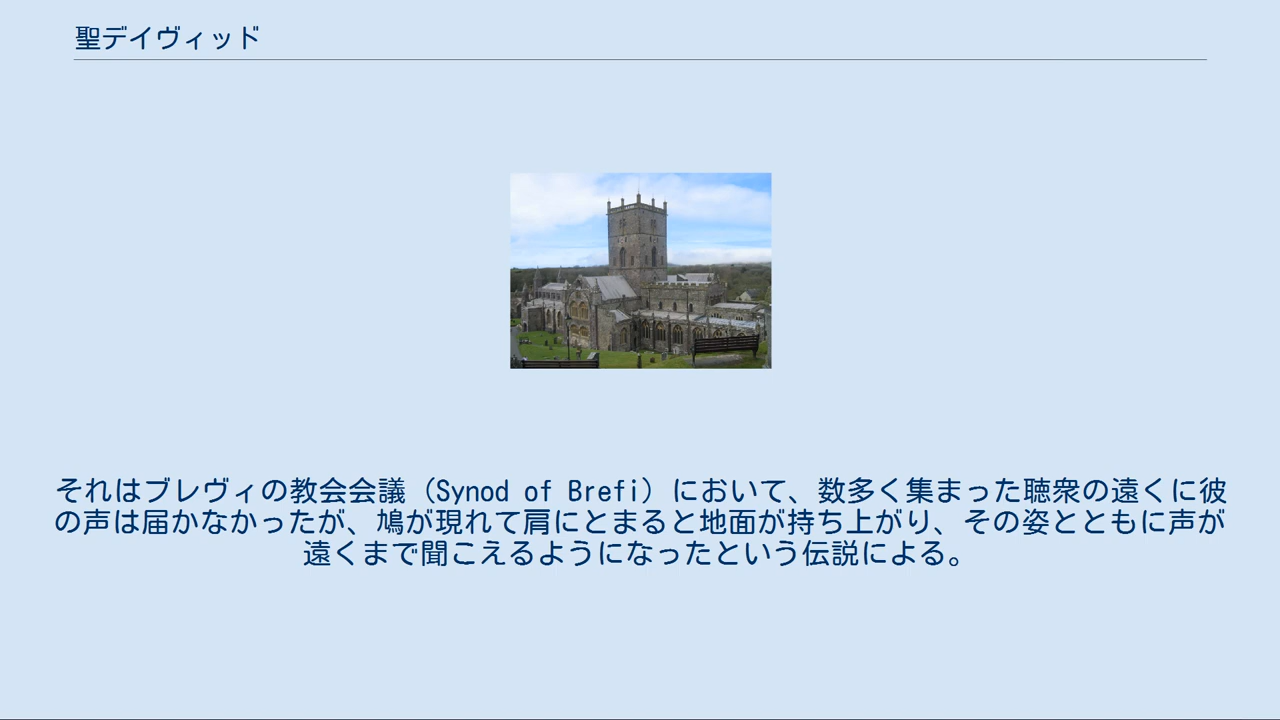 聖デイヴィッド
それはブレヴィの教会会議（Synod of Brefi）において、数多く集まった聴衆の遠くに彼
の声は届かなかったが、鳩が現れて肩にとまると地面が持ち上がり、その姿とともに声が
遠くまで聞こえるようになったという伝説による。